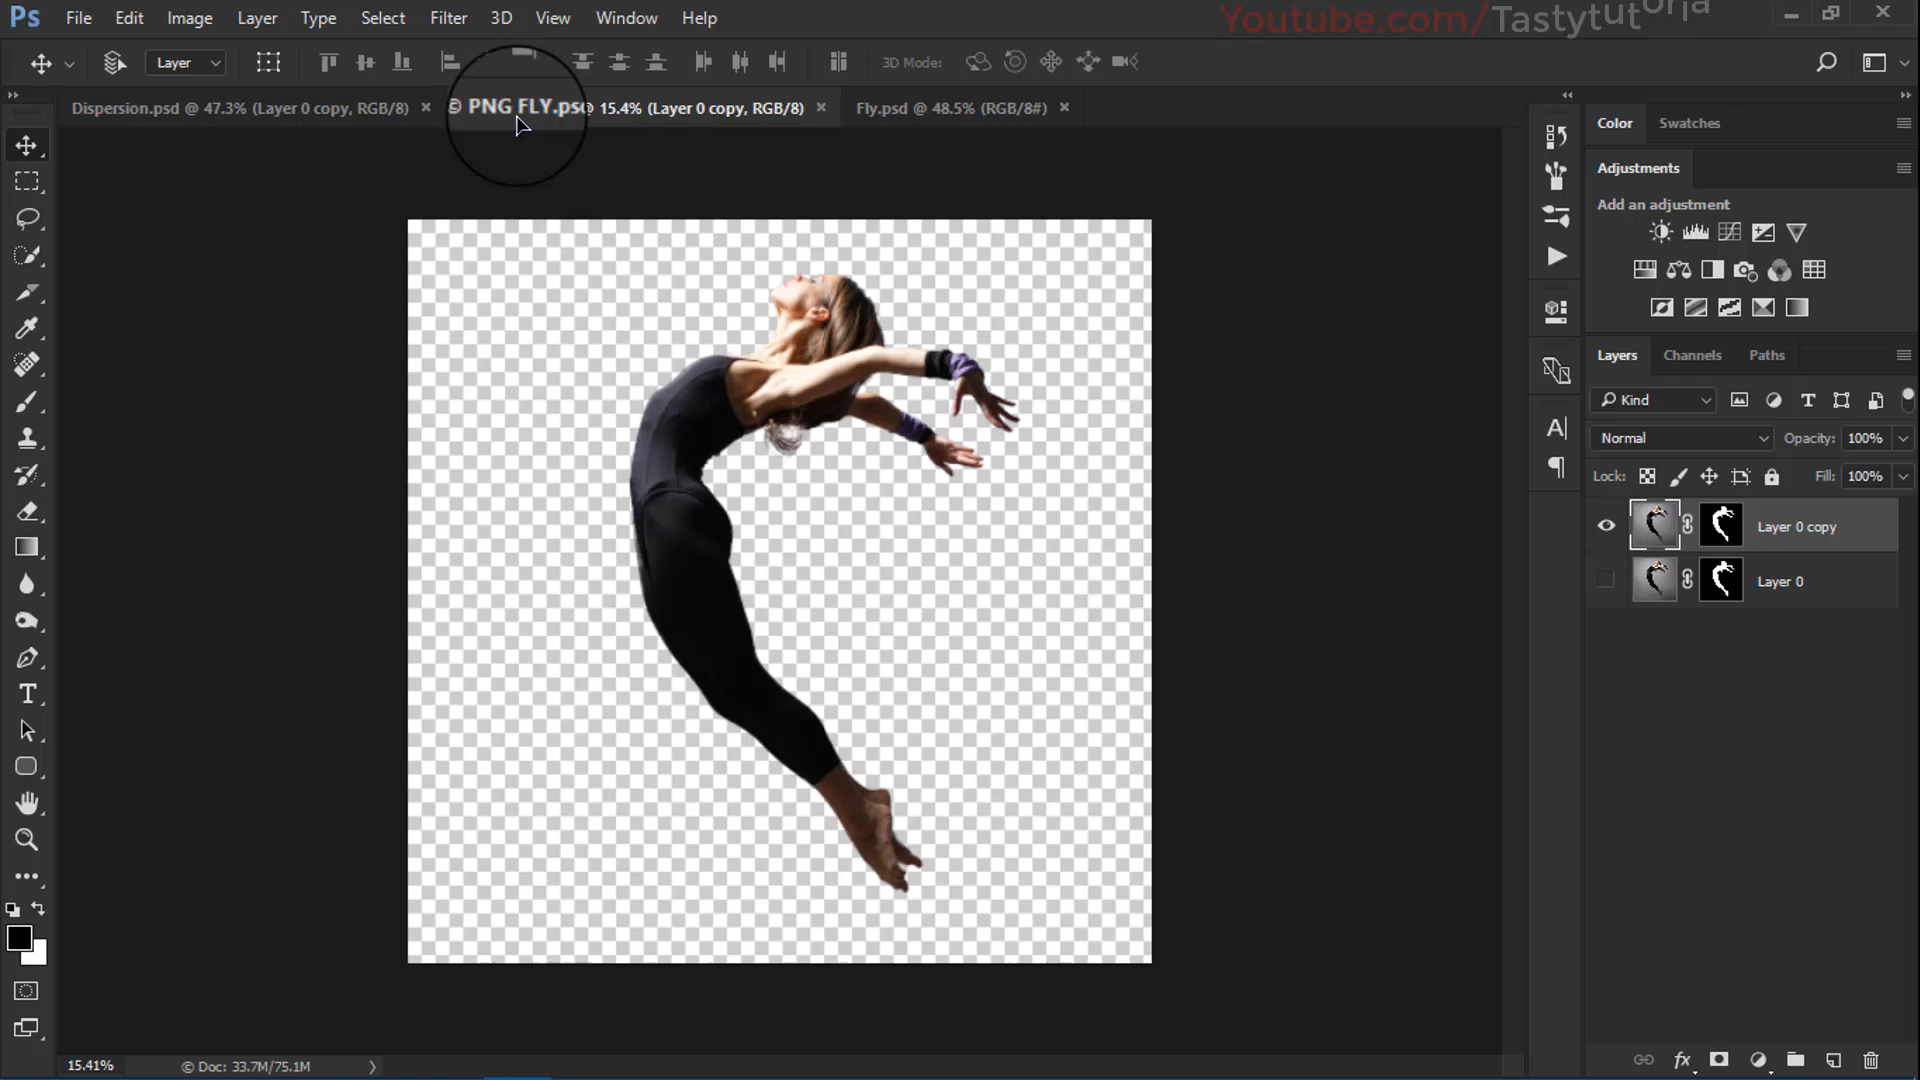 Ps File Edit Image Layer Type Select Filter 3D View Window Help
Youtube.com/Tastytutorja
Layer 3D Mode:
Dispersion.psd @ 47.3% (Layer 0 copy, RGB/8) × © PNG FLY.psd @ 15.4% (Layer 0 copy, RGB/8) × Fly.psd @ 48.5% (RGB/8#) ×
Color Swatches
Adjustments
Add an adjustment
Layers Channels Paths
Kind
Normal Opacity: 100%
Lock: Fill: 100%
Layer 0 copy
Layer 0
15.41% © Doc: 33.7M/75.1M